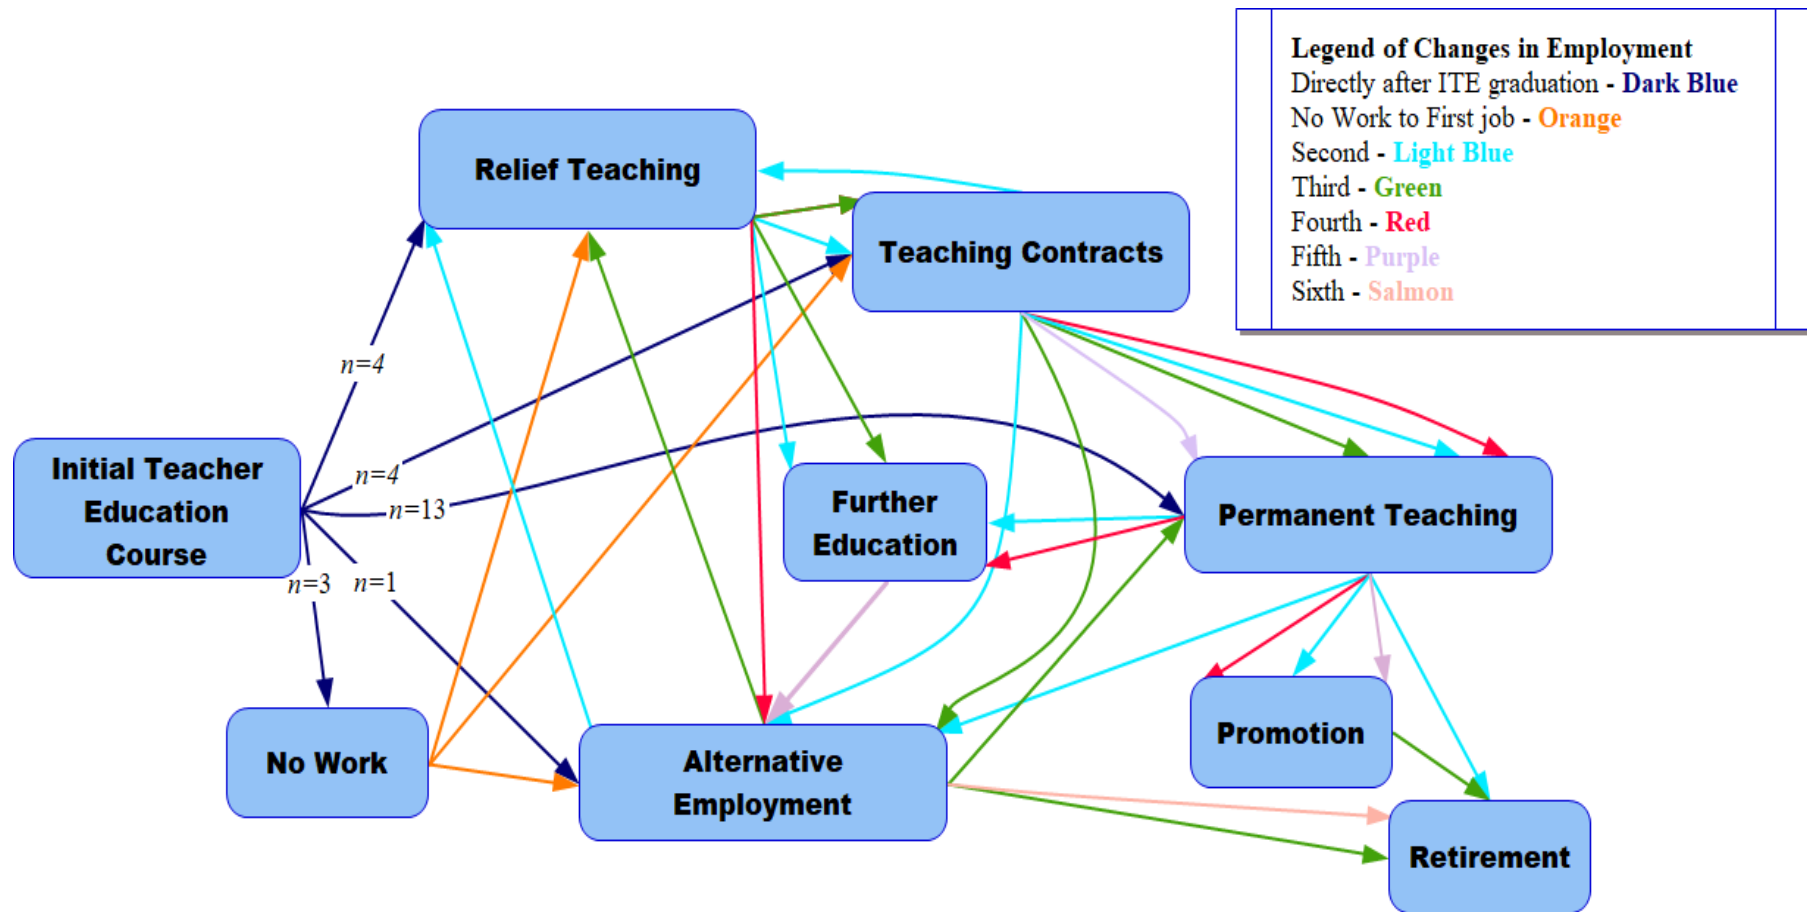 Legend of Changes in Employment
Directly after ITE graduation - Dark Blue
No Work to First job - Orange
Second - Light Blue
Third - Green
Fourth - Red
Fifth - Purple
Sixth - Salmon
Relief Teaching
Teaching Contracts
n=4
Initial Teacher
Education
Course
n=4
n=13
Further
Education
Permanent Teaching
n=3
n=1
No Work
Alternative
Employment
Promotion
Retirement